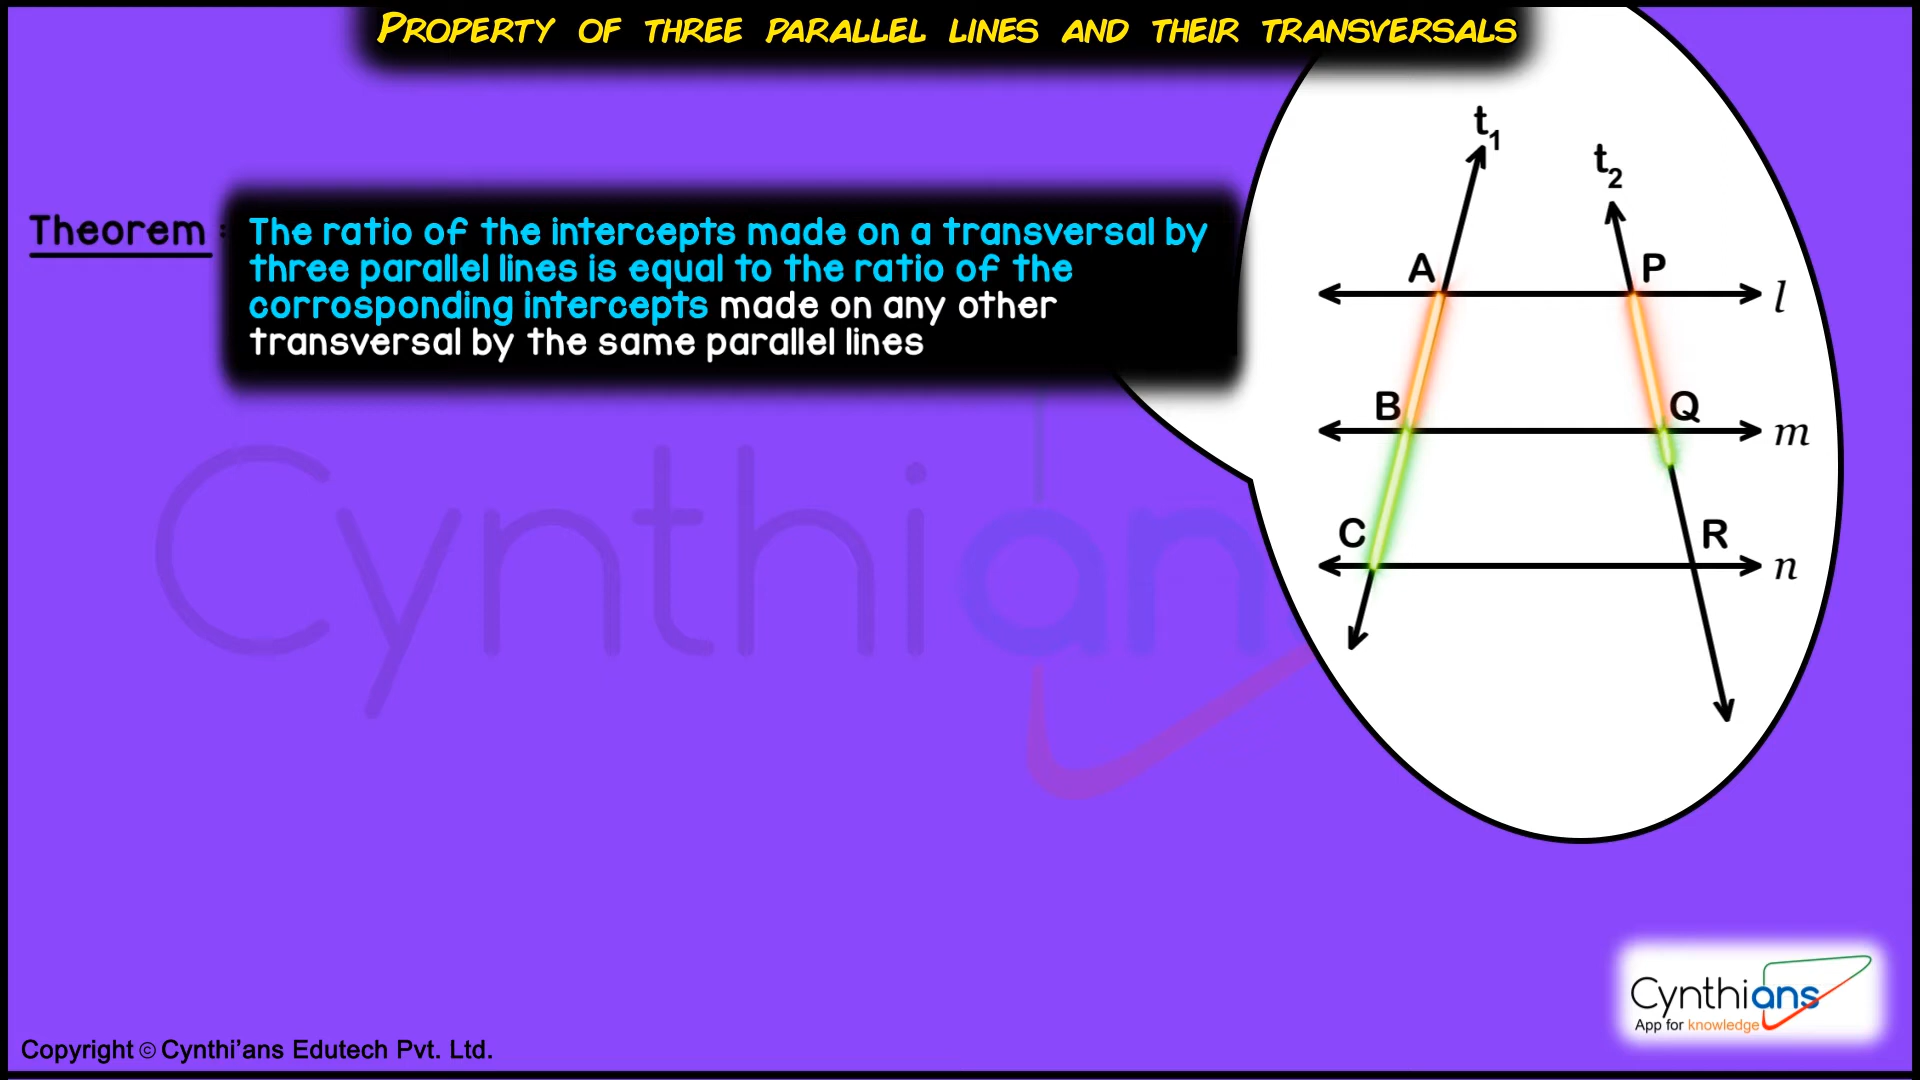 Property of three parallel lines and their transversals
Theorem :
The ratio of the intercepts made on a transversal by
three parallel lines is equal to the ratio of the
corrosponding intercepts made on any other
transversal by the same parallel lines
t1
t2
A
P
l
B
Q
m
C
R
n
Cynthians
Cynthians
App for knowledge
Copyright © Cynthi'ans Edutech Pvt. Ltd.